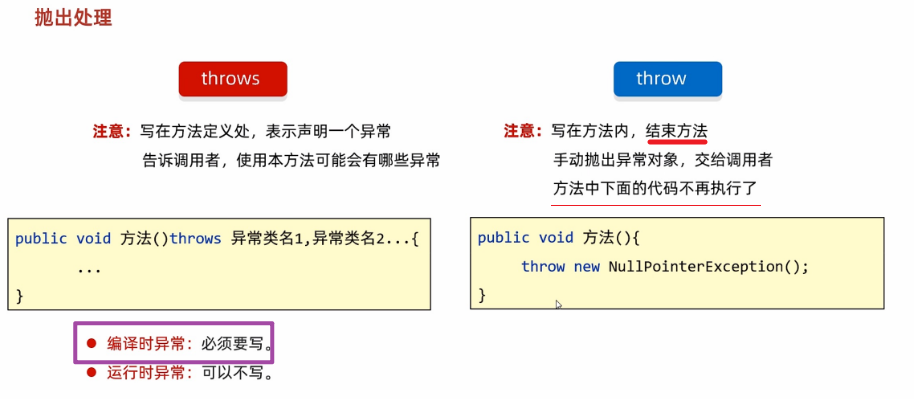 抛出处理
throws
注意：写在方法定义处，表示声明一个异常
告诉调用者，使用本方法可能会有哪些异常
public void 方法()throws 异常类名1,异常类名2...{
...
}
● 编译时异常：必须要写。
● 运行时异常：可以不写。
throw
注意：写在方法内，结束方法
手动抛出异常对象，交给调用者
方法中下面的代码不再执行了
public void 方法(){
throw new NullPointerException();
}